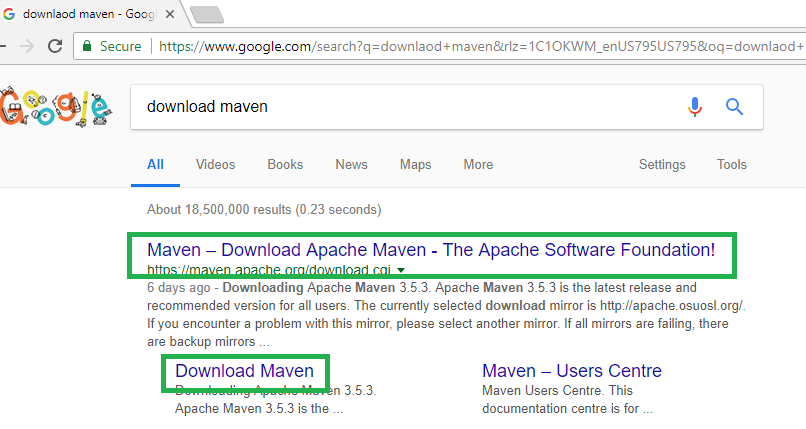 downlaod maven - Goog
Secure
https://www.google.com/search?q=downlaod+maven&rlz=1C1OKWM_enUS795US795&oq=downlaod+
Google
download maven
All Videos Books News Maps More Settings Tools
About 18,500,000 results (0.23 seconds)
Maven – Download Apache Maven - The Apache Software Foundation!
https://maven.apache.org/download.cgi
6 days ago - Downloading Apache Maven 3.5.3. Apache Maven 3.5.3 is the latest release and
recommended version for all users. The currently selected download mirror is http://apache.osuosl.org/.
If you encounter a problem with this mirror, please select another mirror. If all mirrors are failing, there
are backup mirrors ...
Download Maven
Downloading Apache Maven 3.5.3.
Apache Maven 3.5.3 is the ...
Maven – Users Centre
Maven Users Centre. This
documentation centre is for ...